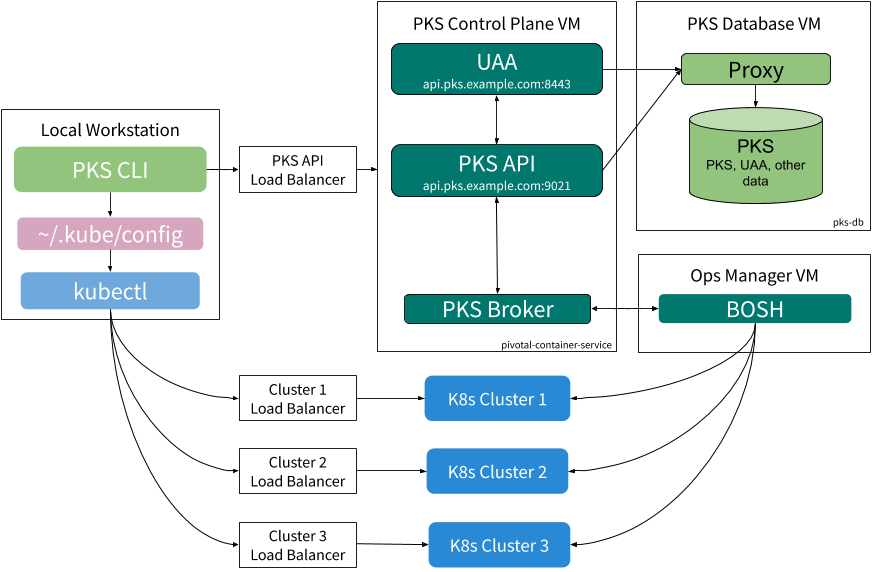 PKS Control Plane VM
UAA
api.pks.example.com:8443
PKS API
api.pks.example.com:9021
PKS Broker
pivotal-container-service
PKS Database VM
Proxy
PKS
PKS, UAA, other
data
pks-db
Local Workstation
PKS CLI
~/.kube/config
kubectl
PKS API
Load Balancer
Ops Manager VM
BOSH
Cluster 1
Load Balancer
K8s Cluster 1
Cluster 2
Load Balancer
K8s Cluster 2
Cluster 3
Load Balancer
K8s Cluster 3